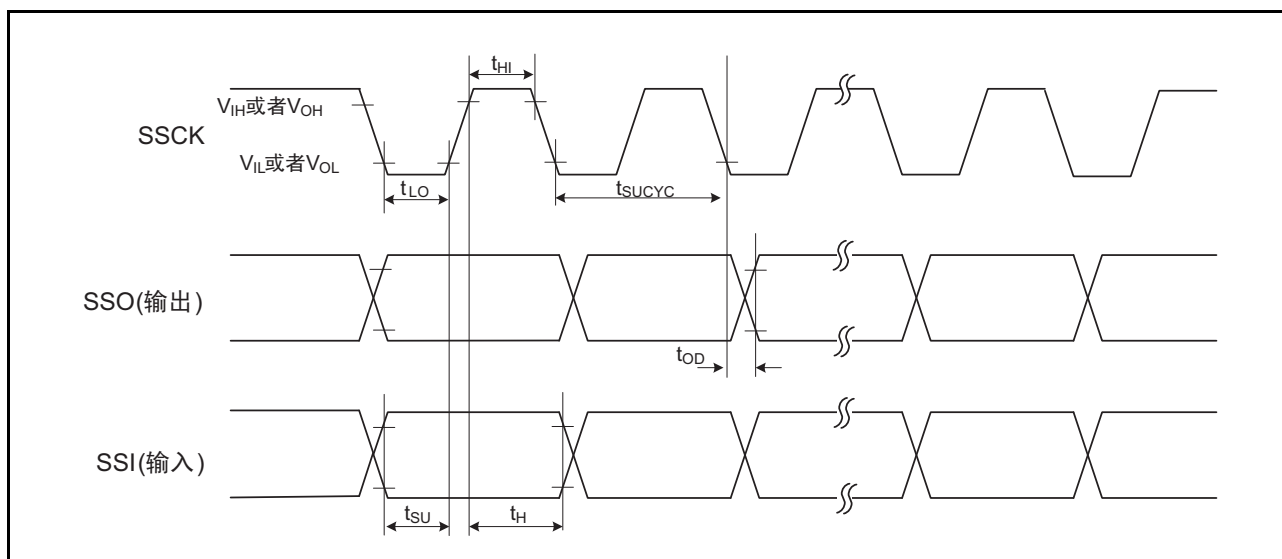 tHI
VIH或者VOH
SSCK
VIL或者VOL
tLO
tSUCYC
SSO(输出)
tOD
SSI(输入)
tSU
tH